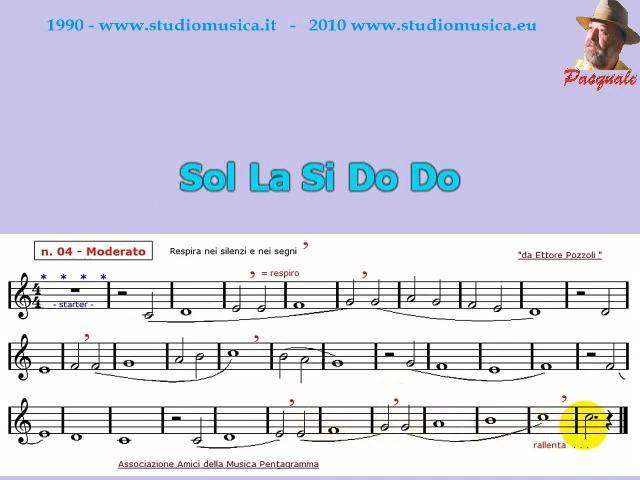 1990 - www.studiomusica.it - 2010 www.studiomusica.eu
Pasquale
Sol La Si Do Do
n. 04 - Moderato
Respira nei silenzi e nei segni ,
"da Ettore Pozzoli "
* * * *
, = respiro
- starter -
rallenta . . .
Associazione Amici della Musica Pentagramma